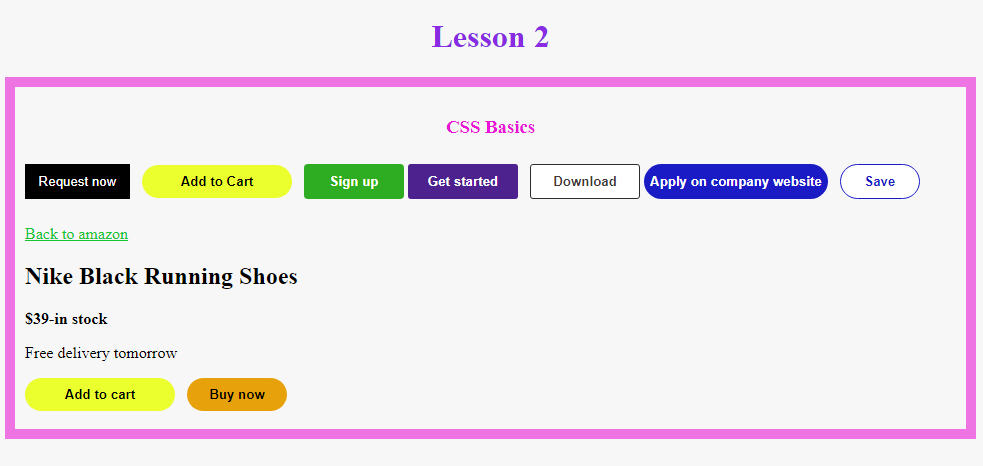 Lesson 2
CSS Basics
Request now Add to Cart Sign up Get started Download Apply on company website Save
Back to amazon
Nike Black Running Shoes
$39-in stock
Free delivery tomorrow
Add to cart Buy now